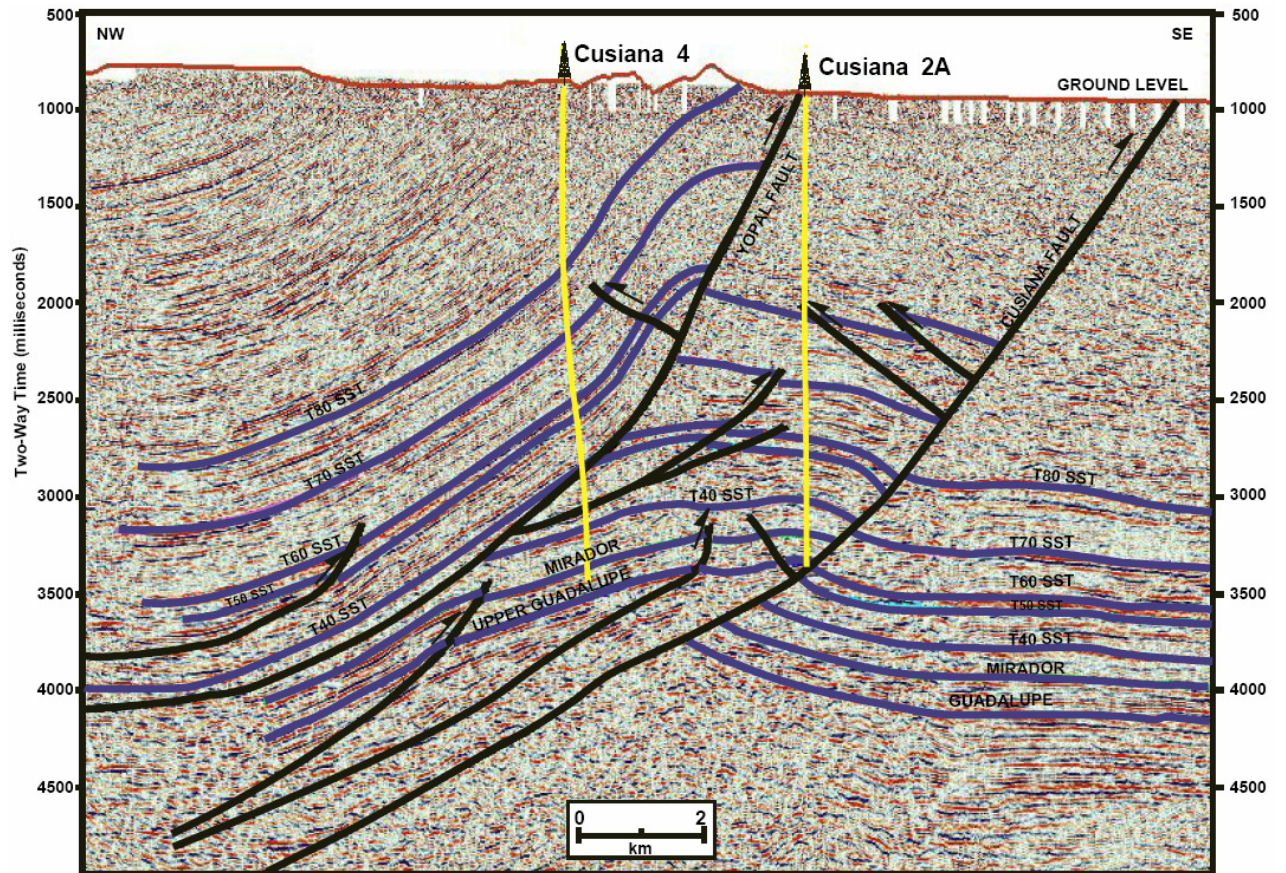 500
500
NW
SE
Cusiana 4
Cusiana 2A
GROUND LEVEL
1000
1000
1500
1500
YOPAL FAULT
CUSIANA FAULT
Two-Way Time (milliseconds)
2000
2000
2500
2500
T80 SST
T70 SST
T80 SST
3000
3000
T40 SST
T60 SST
MIRADOR
T70 SST
3500
3500
T50 SST
UPPER GUADALUPE
T60 SST
T50 SST
T40 SST
T40 SST
MIRADOR
4000
4000
GUADALUPE
4500
4500
0 2
km